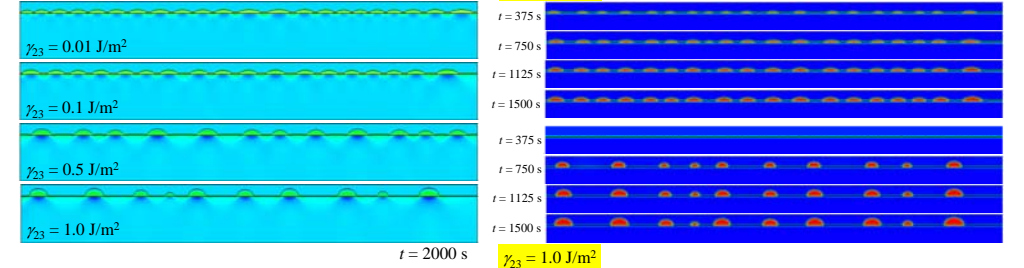 γ23 = 0.01 J/m²
γ23 = 0.1 J/m²
γ23 = 0.5 J/m²
γ23 = 1.0 J/m²
t = 2000 s
t = 375 s
t = 750 s
t = 1125 s
t = 1500 s
t = 375 s
t = 750 s
t = 1125 s
t = 1500 s
γ23 = 1.0 J/m²